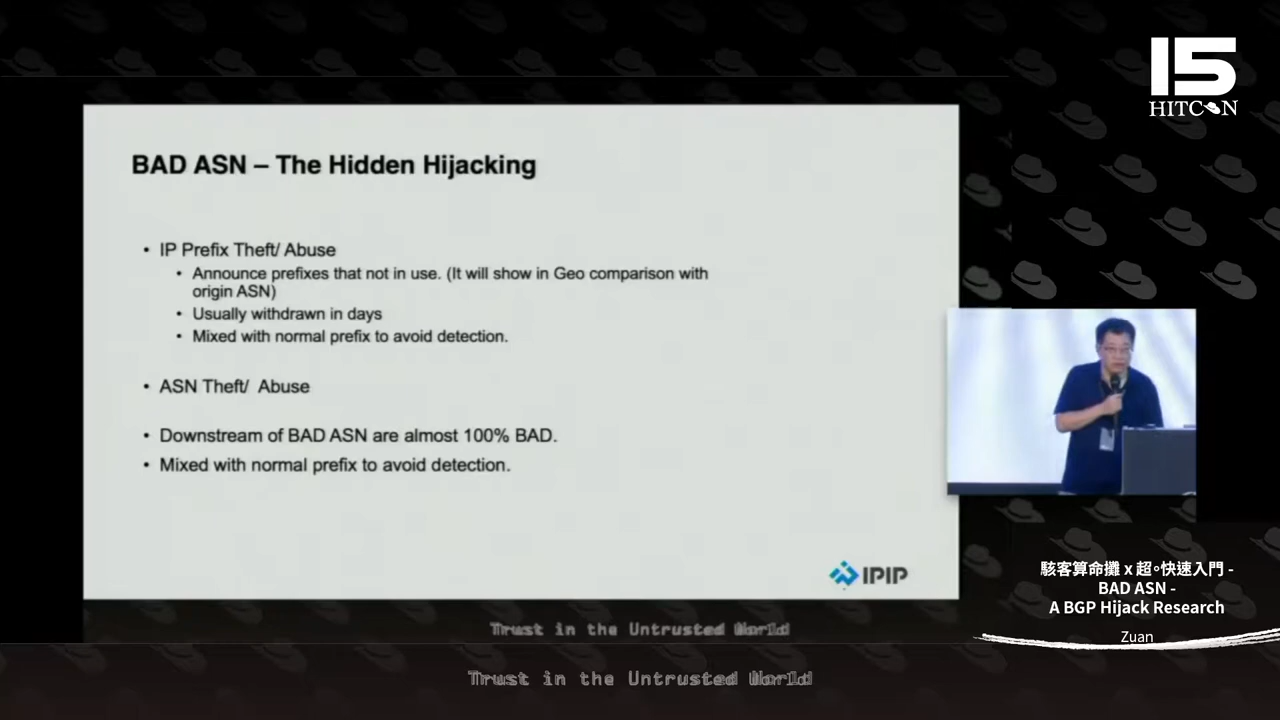 15
HITCON
BAD ASN – The Hidden Hijacking
• IP Prefix Theft/ Abuse
• Announce prefixes that not in use. (It will show in Geo comparison with
origin ASN)
• Usually withdrawn in days
• Mixed with normal prefix to avoid detection.
• ASN Theft/  Abuse
• Downstream of BAD ASN are almost 100% BAD.
• Mixed with normal prefix to avoid detection.
IPIP
駭客算命攤 x 超◦快速入門 -
BAD ASN -
A BGP Hijack Research
Zuan
Trust in the Untrusted World
Trust in the Untrusted World